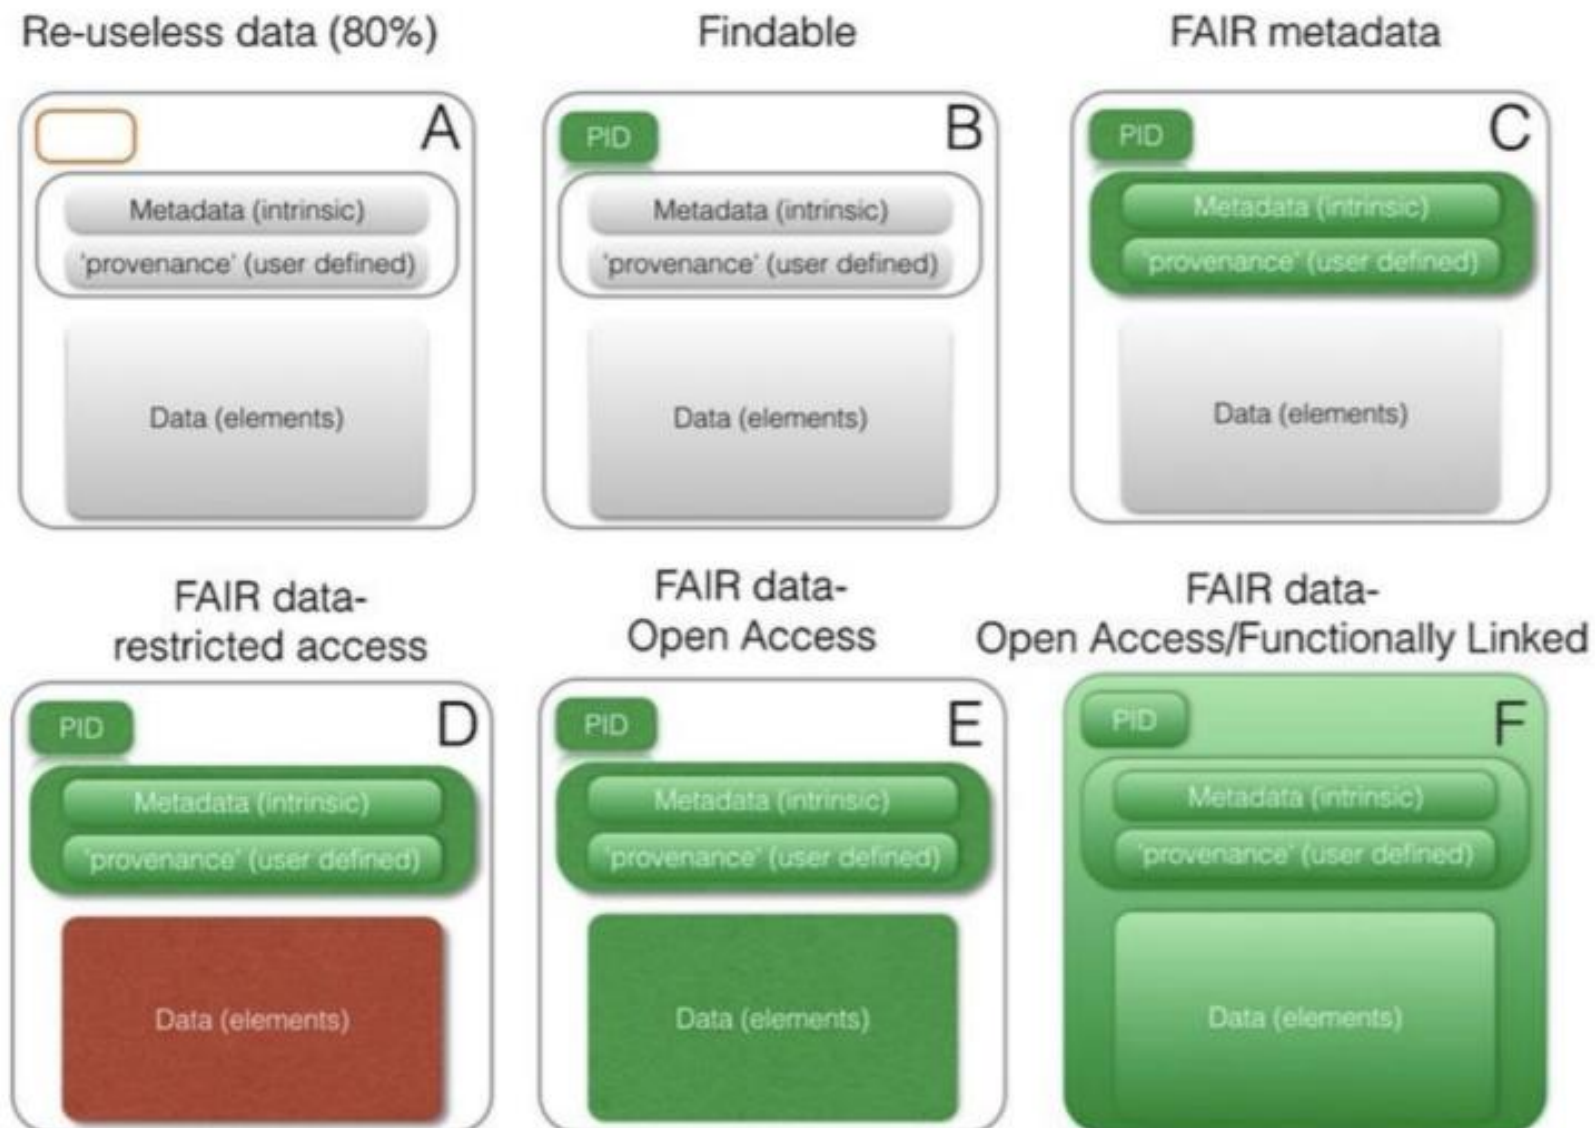 Re-useless data (80%)
Findable
FAIR metadata
A
Metadata (intrinsic)
'provenance' (user defined)
Data (elements)
PID
B
Metadata (intrinsic)
'provenance' (user defined)
Data (elements)
PID
C
Metadata (intrinsic)
'provenance' (user defined)
Data (elements)
FAIR data-
restricted access
FAIR data-
Open Access
FAIR data-
Open Access/Functionally Linked
PID
D
Metadata (intrinsic)
'provenance' (user defined)
Data (elements)
PID
E
Metadata (intrinsic)
'provenance' (user defined)
Data (elements)
PID
F
Metadata (intrinsic)
'provenance' (user defined)
Data (elements)